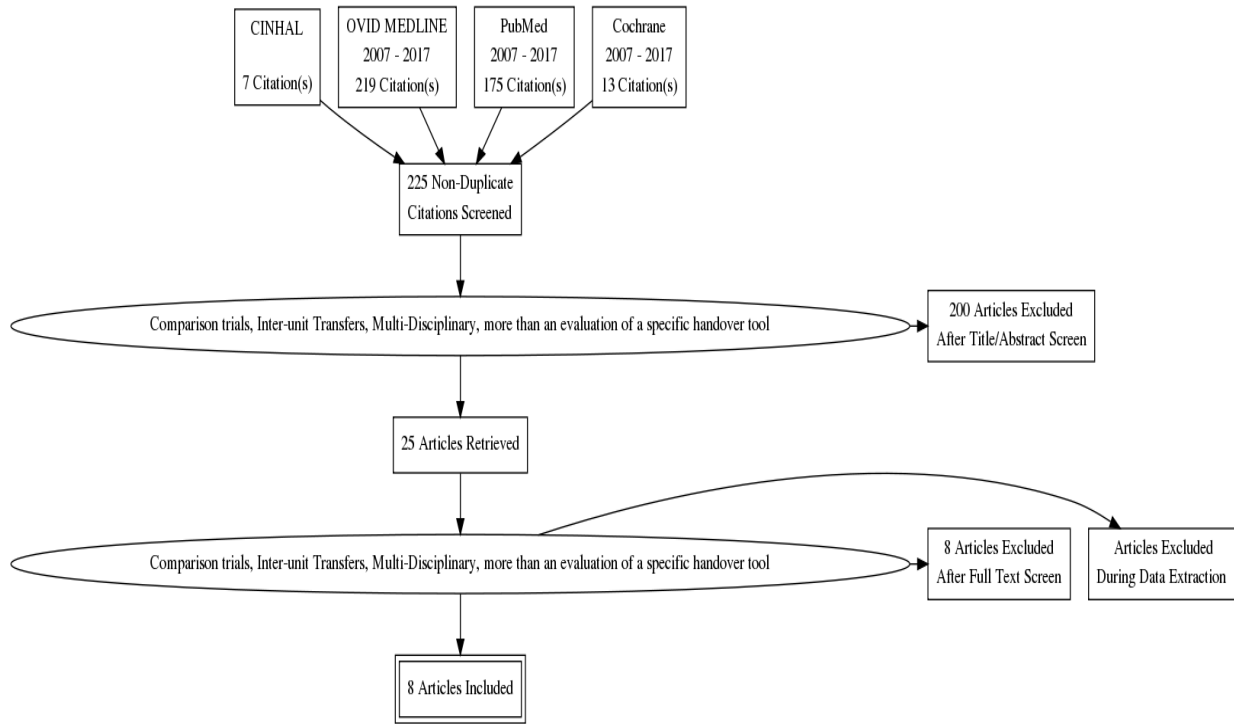 CINHAL
7 Citation(s)
OVID MEDLINE
2007 - 2017
219 Citation(s)
PubMed
2007 - 2017
175 Citation(s)
Cochrane
2007 - 2017
13 Citation(s)
225 Non-Duplicate
Citations Screened
Comparison trials, Inter-unit Transfers, Multi-Disciplinary, more than an evaluation of a specific handover tool
200 Articles Excluded
After Title/Abstract Screen
25 Articles Retrieved
Comparison trials, Inter-unit Transfers, Multi-Disciplinary, more than an evaluation of a specific handover tool
8 Articles Excluded
After Full Text Screen
Articles Excluded
During Data Extraction
8 Articles Included